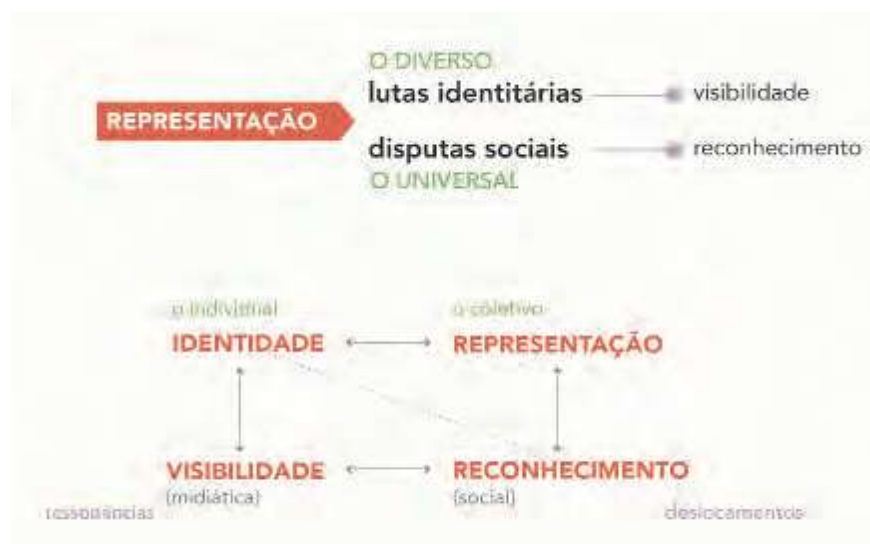 O DIVERSO
lutas identitárias
visibilidade
REPRESENTAÇÃO
disputas sociais
reconhecimento
O UNIVERSAL
o individual
o coletivo
IDENTIDADE
REPRESENTAÇÃO
VISIBILIDADE
RECONHECIMENTO
(midiática)
(social)
ressonâncias
deslocamentos